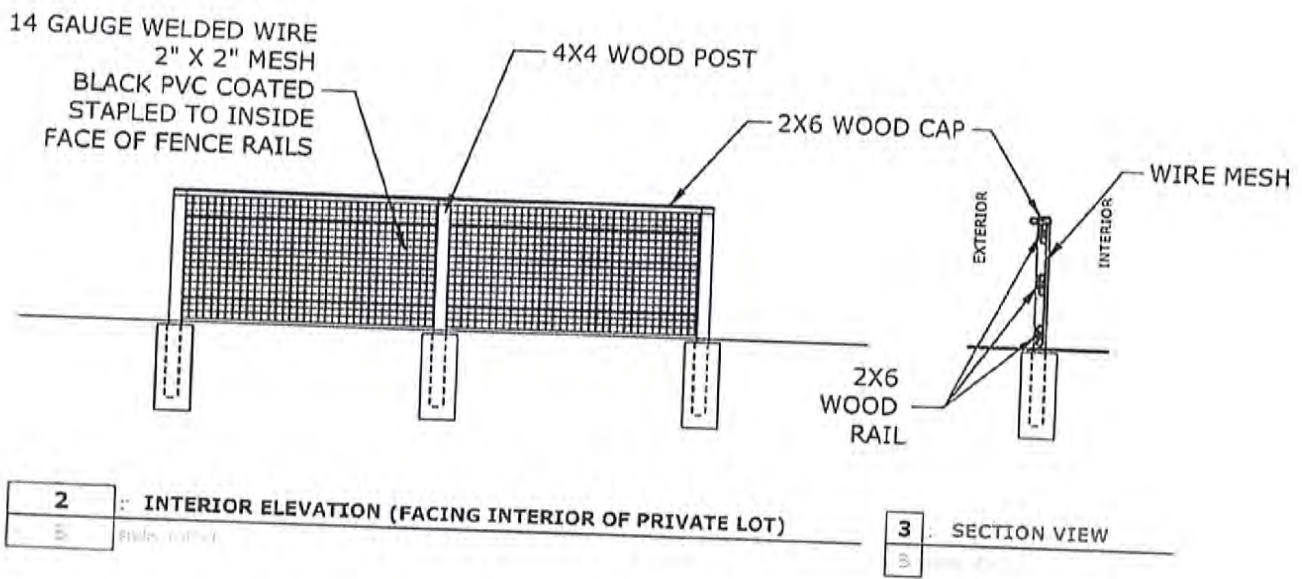 14 GAUGE WELDED WIRE
2" X 2" MESH
BLACK PVC COATED
STAPLED TO INSIDE
FACE OF FENCE RAILS
4X4 WOOD POST
2X6 WOOD CAP
WIRE MESH
EXTERIOR
INTERIOR
2X6
WOOD
RAIL
2 : INTERIOR ELEVATION (FACING INTERIOR OF PRIVATE LOT)
3 : SECTION VIEW